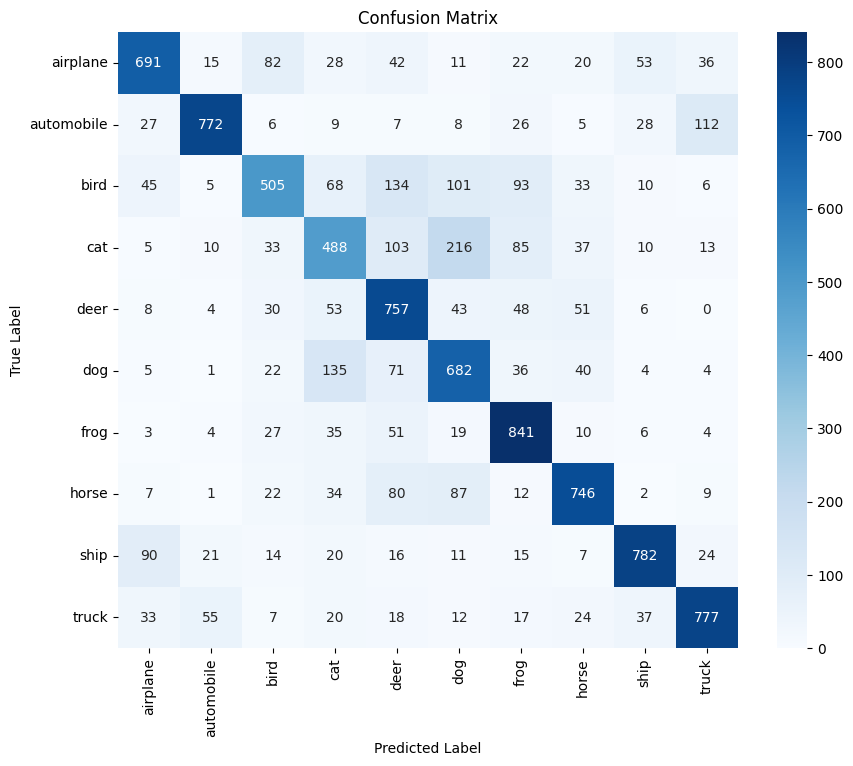 Confusion Matrix
airplane 691 15 82 28 42 11 22 20 53 36
automobile 27 772 6 9 7 8 26 5 28 112
bird 45 5 505 68 134 101 93 33 10 6
cat 5 10 33 488 103 216 85 37 10 13
deer 8 4 30 53 757 43 48 51 6 0
dog 5 1 22 135 71 682 36 40 4 4
frog 3 4 27 35 51 19 841 10 6 4
horse 7 1 22 34 80 87 12 746 2 9
ship 90 21 14 20 16 11 15 7 782 24
truck 33 55 7 20 18 12 17 24 37 777
airplane automobile bird cat deer dog frog horse ship truck
Predicted Label
True Label
800
700
600
500
400
300
200
100
0